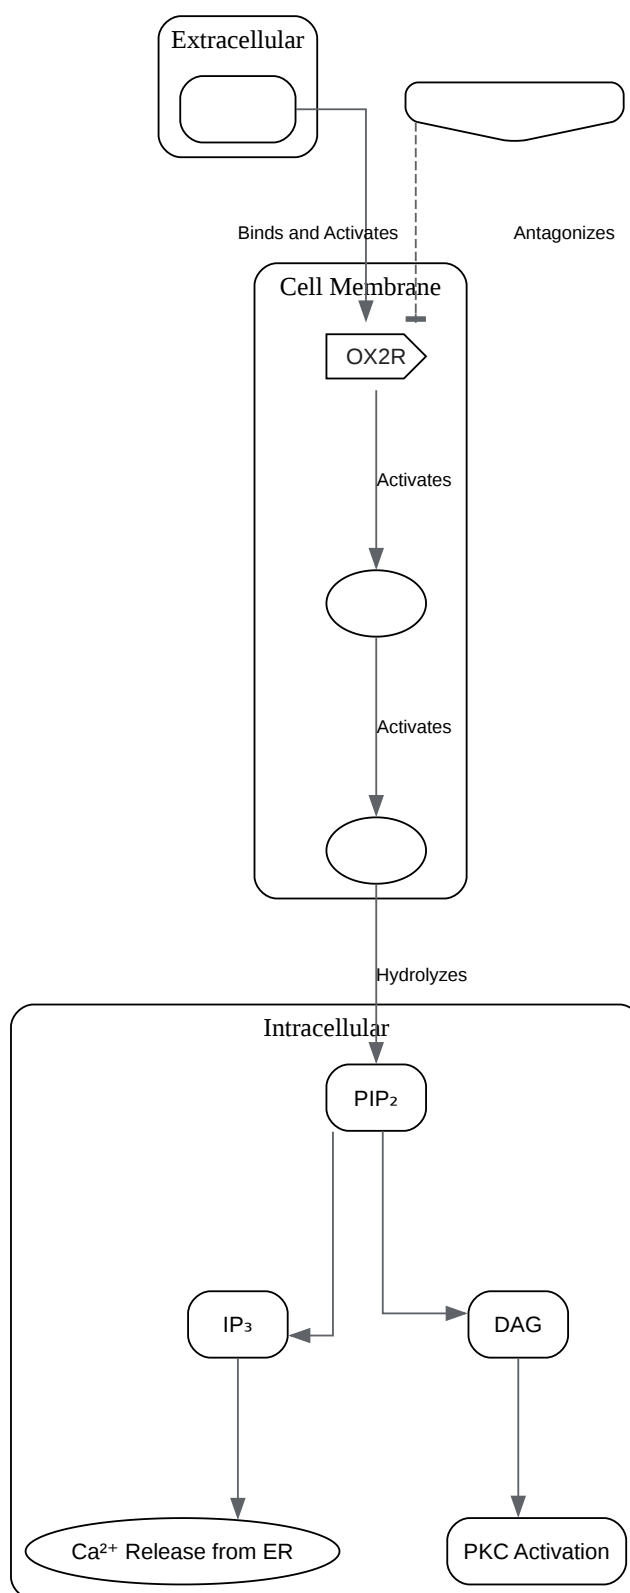 Extracellular
Binds and Activates
Antagonizes
Cell Membrane
OX2R
Activates
Activates
Hydrolyzes
Intracellular
PIP₂
IP₃
DAG
Ca²⁺ Release from ER
PKC Activation